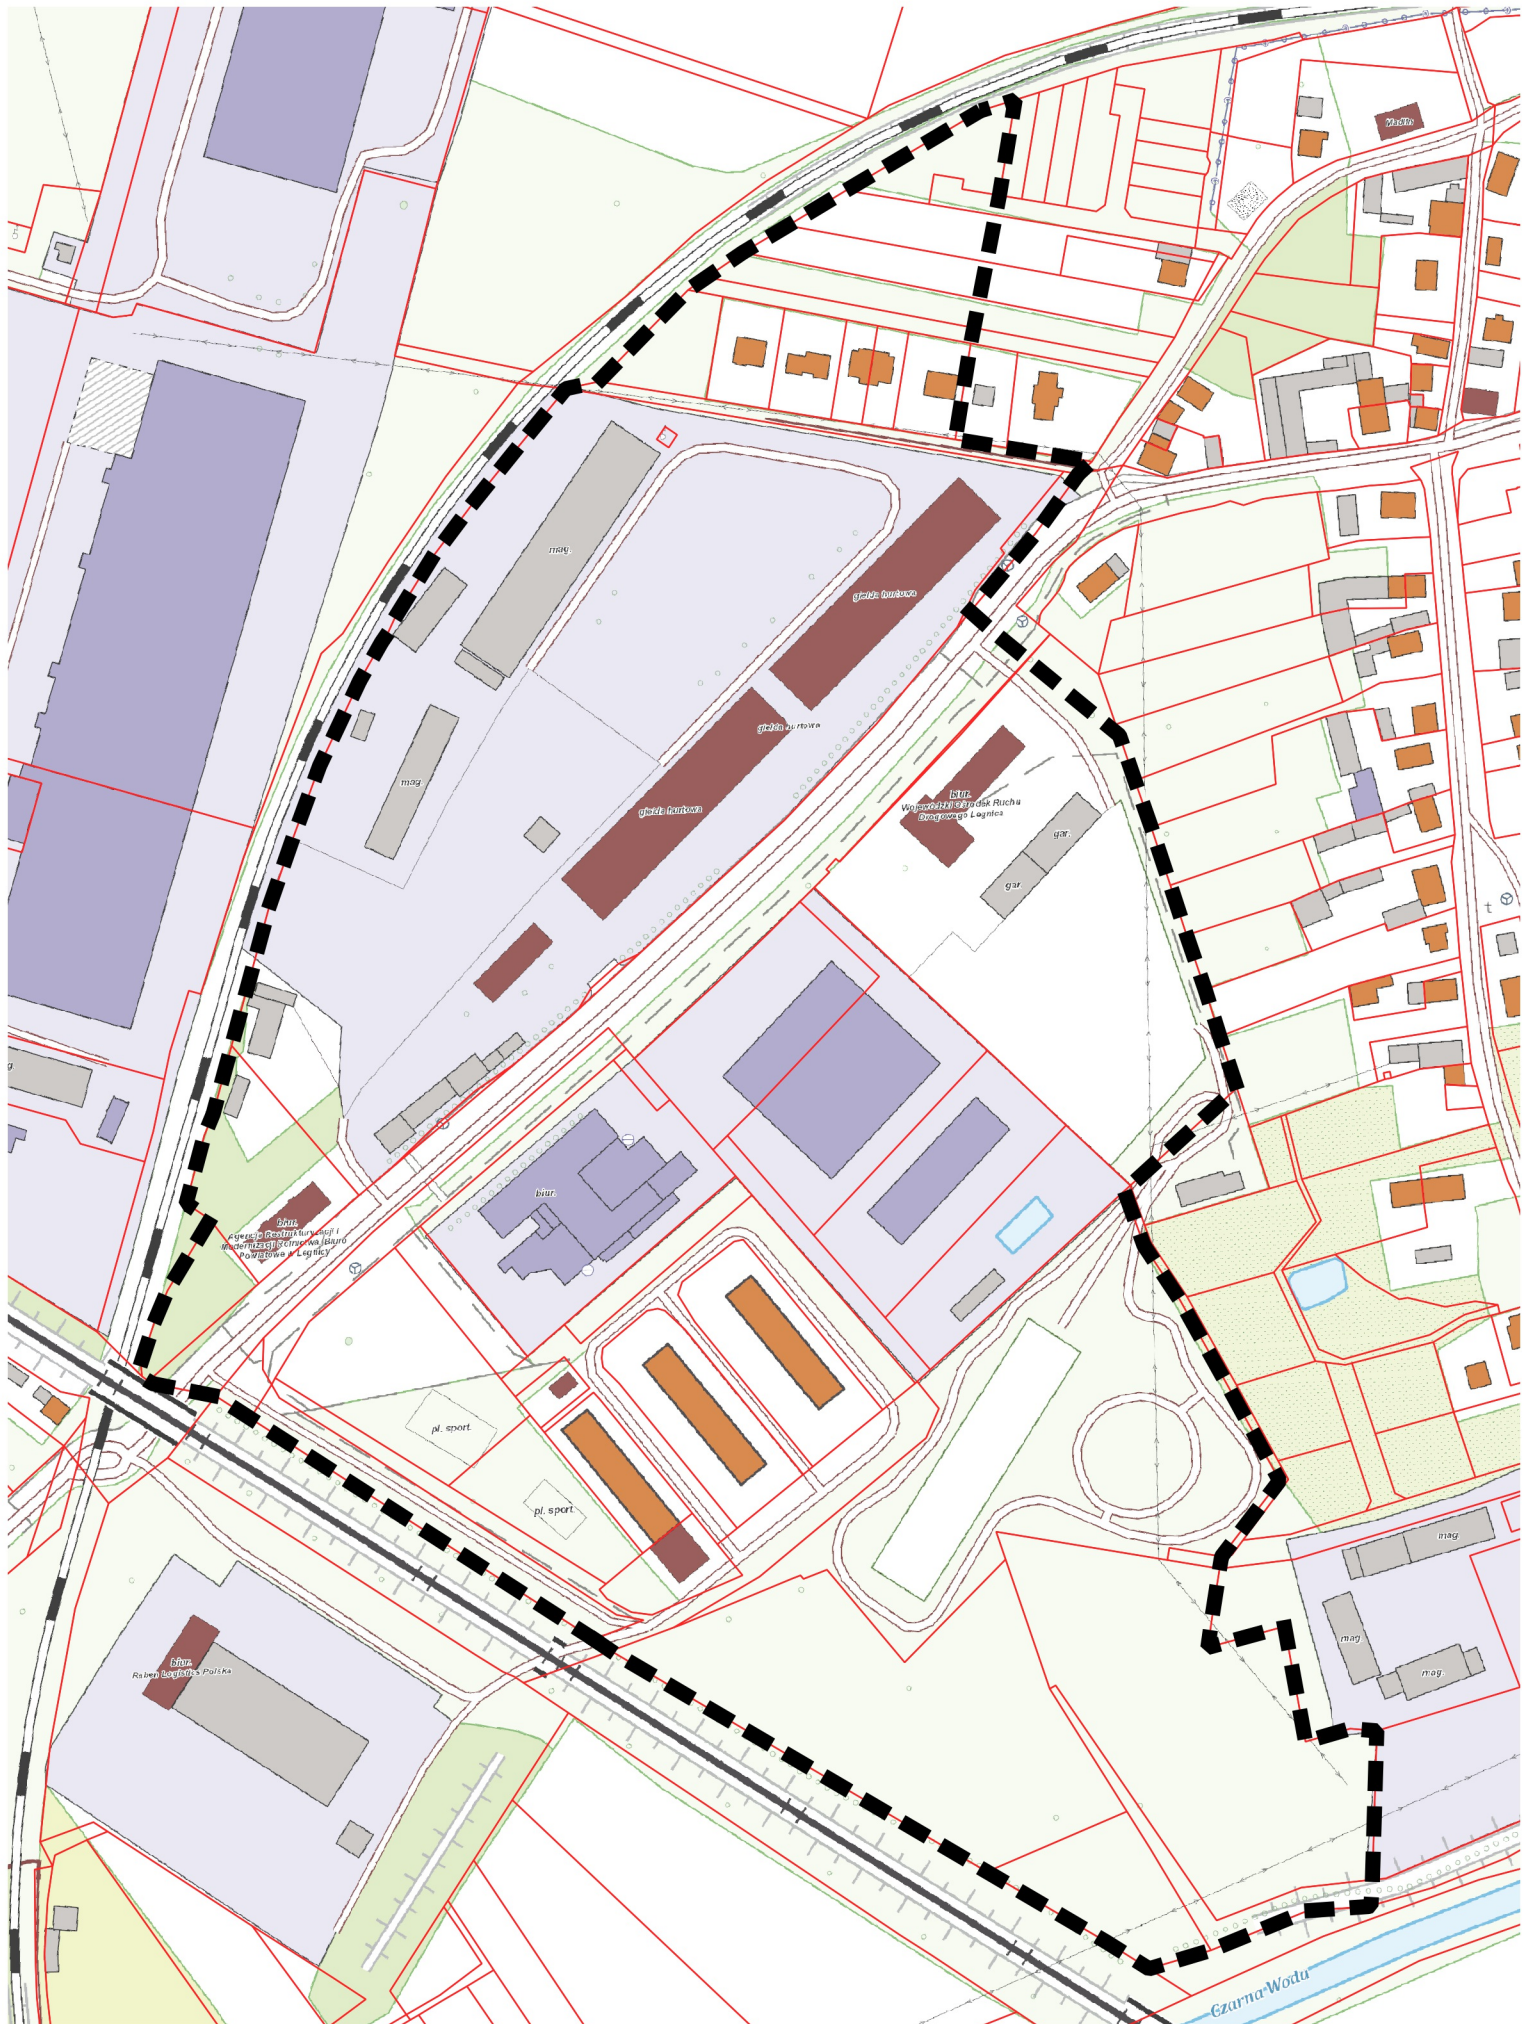 mag.
giełda hurtowa
giełda hurtowa
mag.
giełda hurtowa
biur.
Wojewódzki Ośrodek Ruchu
Drogowego Legnica
gar.
gar.
t
biur.
biur.
Agencja Restrukturyzacji i
Modernizacji Rolnictwa Biuro
Powiatowe w Legnicy
pl. sport.
pl. sport.
mag.
mag.
mag.
biur.
Raben Logistics Polska
Czarna Woda